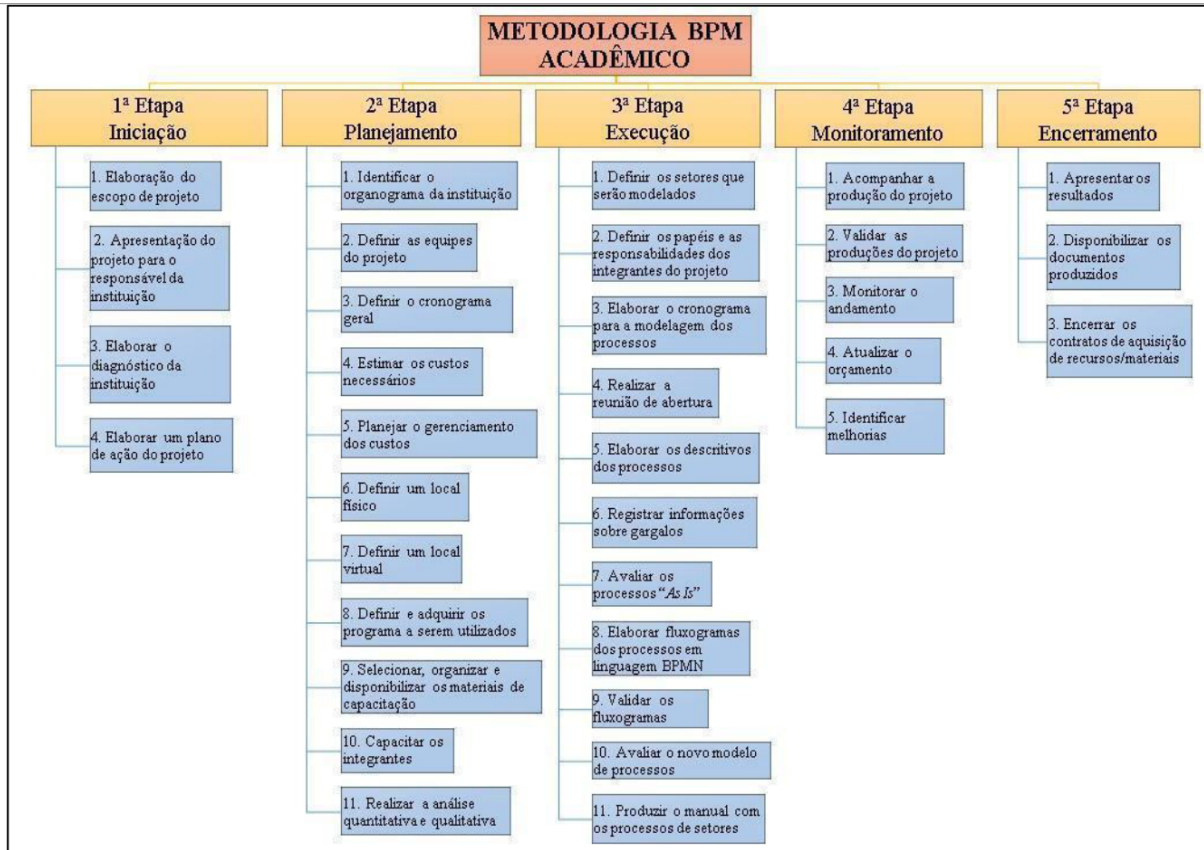 METODOLOGIA BPM
ACADÊMICO
1ª Etapa
Iniciação
1. Elaboração do
escopo de projeto
2. Apresentação do
projeto para o
responsável da
instituição
3. Elaborar o
diagnóstico da
instituição
4. Elaborar um plano
de ação do projeto
2ª Etapa
Planejamento
1. Identificar o
organograma da instituição
2. Definir as equipes
do projeto
3. Definir o cronograma
geral
4. Estimar os custos
necessários
5. Planejar o gerenciamento
dos custos
6. Definir um local
físico
7. Definir um local
virtual
8. Definir e adquirir os
programa a serem utilizados
9. Selecionar, organizar e
disponibilizar os materiais de
capacitação
10. Capacitar os
integrantes
11. Realizar a análise
quantitativa e qualitativa
3ª Etapa
Execução
1. Definir os setores que
serão modelados
2. Definir os papéis e as
responsabilidades dos
integrantes do projeto
3. Elaborar o cronograma
para a modelagem dos
processos
4. Realizar a
reunião de abertura
5. Elaborar os descritivos
dos processos
6. Registrar informações
sobre gargalos
7. Avaliar os
processos “As Is”
8. Elaborar fluxogramas
dos processos em
linguagem BPMN
9. Validar os
fluxogramas
10. Avaliar o novo modelo
de processos
11. Produzir o manual com
os processos de setores
4ª Etapa
Monitoramento
1. Acompanhar a
produção do projeto
2. Validar as
produções do projeto
3. Monitorar o
andamento
4. Atualizar o
orçamento
5. Identificar
melhorias
5ª Etapa
Encerramento
1. Apresentar os
resultados
2. Disponibilizar os
documentos
produzidos
3. Encerrar os
contratos de aquisição
de recursos/materiais